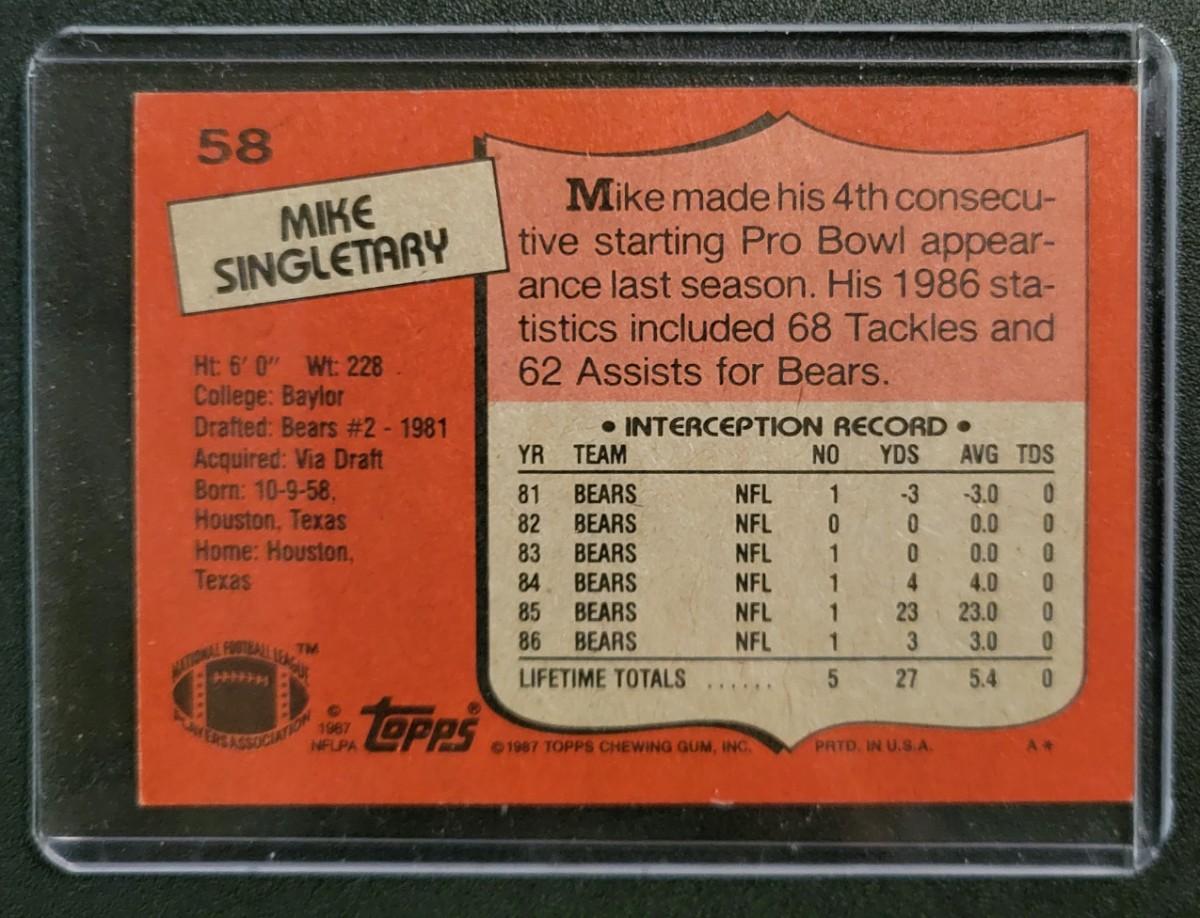 58
MIKE
SINGLETARY
Ht: 6' 0" Wt: 228
College: Baylor
Drafted: Bears #2 - 1981
Acquired: Via Draft
Born: 10-9-58,
Houston, Texas
Home: Houston,
Texas
Mike made his 4th consecu-
tive starting Pro Bowl appear-
ance last season. His 1986 sta-
tistics included 68 Tackles and
62 Assists for Bears.
• INTERCEPTION RECORD •
YR TEAM NO YDS AVG TDS
81 BEARS NFL 1 -3 -3.0 0
82 BEARS NFL 0 0 0.0 0
83 BEARS NFL 1 0 0.0 0
84 BEARS NFL 1 4 4.0 0
85 BEARS NFL 1 23 23.0 0
86 BEARS NFL 1 3 3.0 0
LIFETIME TOTALS ...... 5 27 5.4 0
NATIONAL FOOTBALL LEAGUE ™
PLAYERS ASSOCIATION
©
1987
NFLPA
topps®
©1987 TOPPS CHEWING GUM, INC. PRTD. IN U.S.A. A*